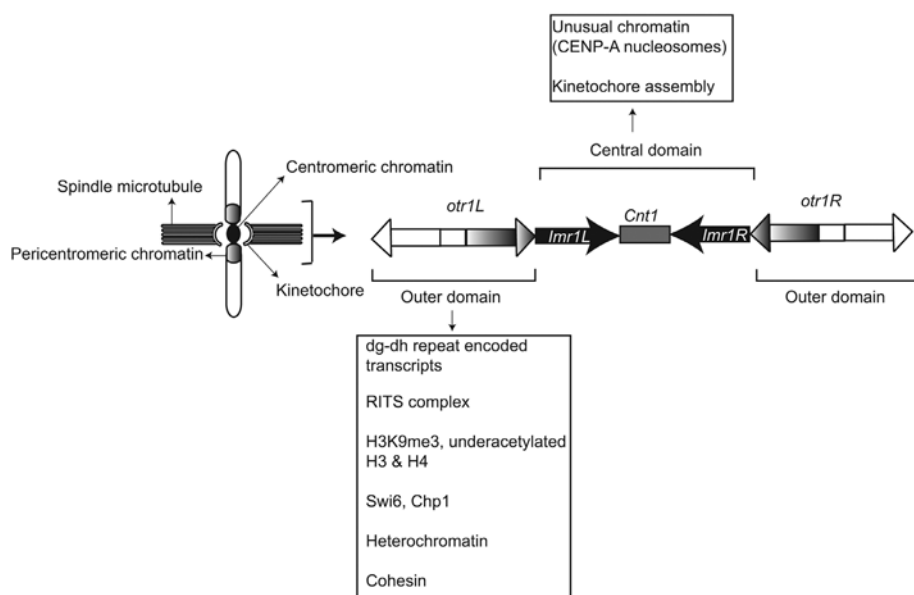 Unusual chromatin
(CENP-A nucleosomes)
Kinetochore assembly
Central domain
Centromeric chromatin
Spindle microtubule
Pericentromeric chromatin
Kinetochore
otr1L
Imr1L
Cnt1
Imr1R
otr1R
Outer domain
Outer domain
dg-dh repeat encoded
transcripts
RITS complex
H3K9me3, underacetylated
H3 & H4
Swi6, Chp1
Heterochromatin
Cohesin